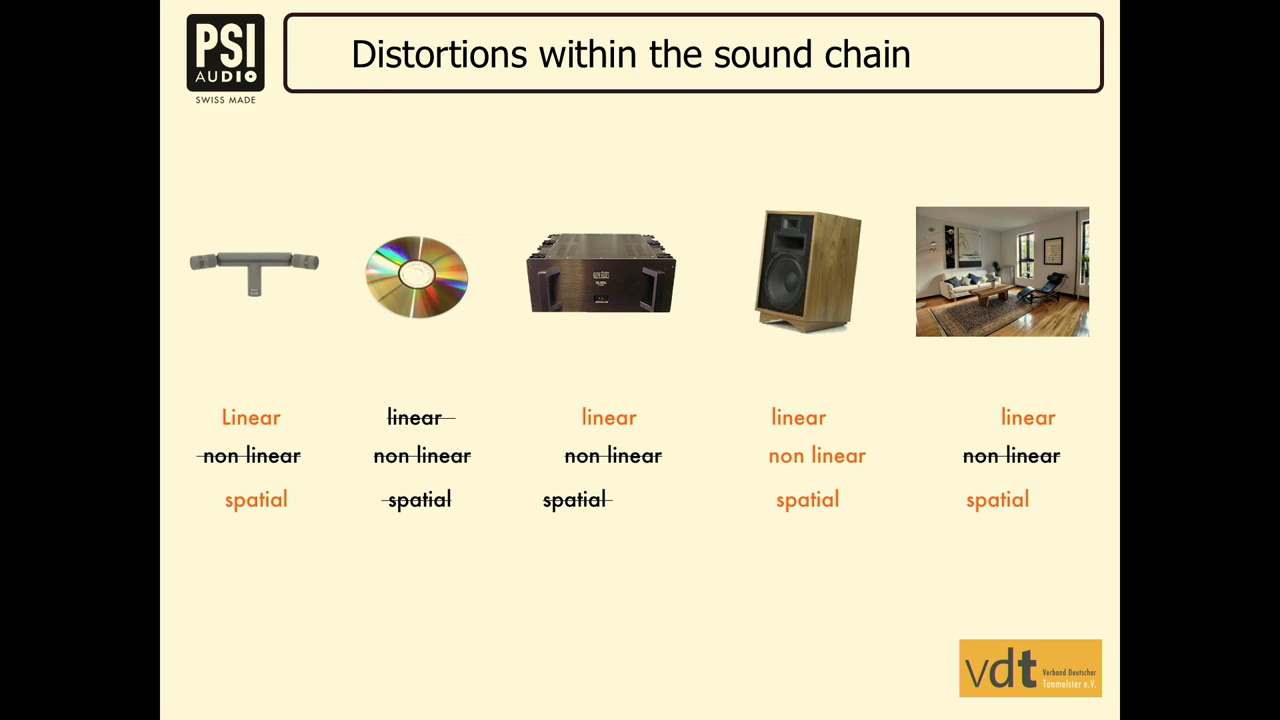 PSI
AUDIO
SWISS MADE
Distortions within the sound chain
Linear linear linear linear linear
non linear non linear non linear non linear non linear
spatial spatial spatial spatial spatial
vdt
Verband Deutscher
Tonmeister e.V.